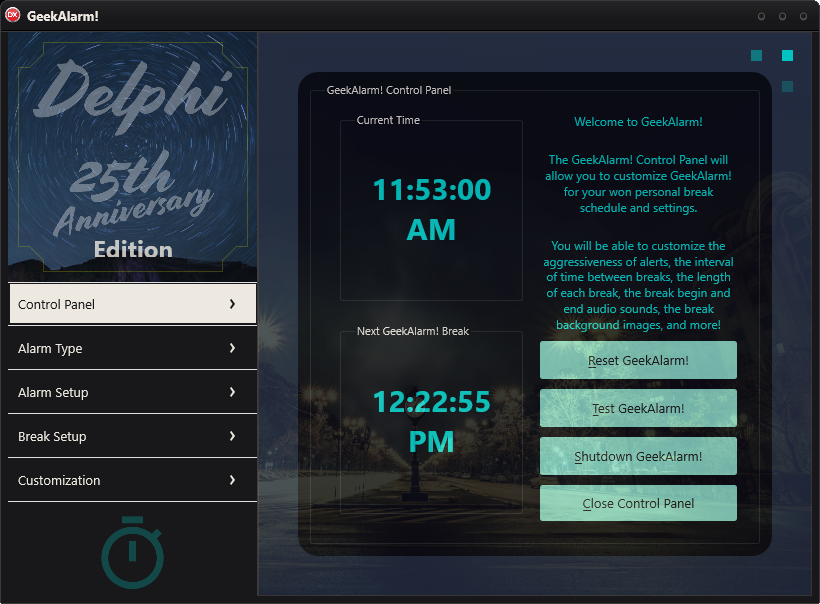 DX GeekAlarm!
Delphi
25th
Anniversary
Edition
Control Panel
Alarm Type
Alarm Setup
Break Setup
Customization
GeekAlarm! Control Panel
Current Time
11:53:00
AM
Next GeekAlarm! Break
12:22:55
PM
Welcome to GeekAlarm!
The GeekAlarm! Control Panel will
allow you to customize GeekAlarm!
for your won personal break
schedule and settings.
You will be able to customize the
aggressiveness of alerts, the interval
of time between breaks, the length
of each break, the break begin and
end audio sounds, the break
background images, and more!
Reset GeekAlarm!
Test GeekAlarm!
Shutdown GeekAlarm!
Close Control Panel